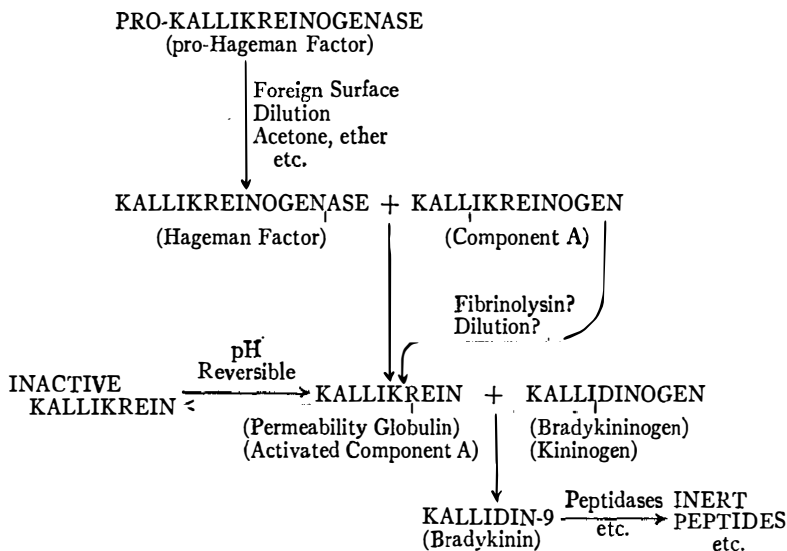 PRO-KALLIKREINOGENASE
(pro-Hageman Factor)
Foreign Surface
Dilution
Acetone, ether
etc.
KALLIKREINOGENASE + KALLIKREINOGEN
(Hageman Factor) (Component A)
Fibrinolysin?
Dilution?
pH
Reversible
INACTIVE
KALLIKREIN
KALLIKREIN + KALLIDINOGEN
(Permeability Globulin) (Bradykininogen)
(Activated Component A) (Kininogen)
KALLIDIN-9 Peptidases INERT
(Bradykinin) etc. PEPTIDES
etc.